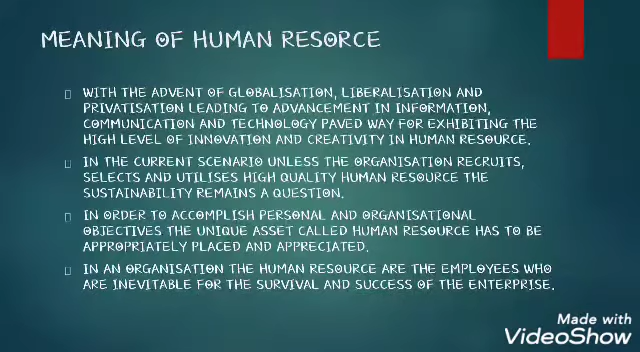 MEANING OF HUMAN RESORCE
WITH THE ADVENT OF GLOBALISATION, LIBERALISATION AND
PRIVATISATION LEADING TO ADVANCEMENT IN INFORMATION,
COMMUNICATION AND TECHNOLOGY PAVED WAY FOR EXHIBITING THE
HIGH LEVEL OF INNOVATION AND CREATIVITY IN HUMAN RESOURCE.
IN THE CURRENT SCENARIO UNLESS THE ORGANISATION RECRUITS,
SELECTS AND UTILISES HIGH QUALITY HUMAN RESOURCE THE
SUSTAINABILITY REMAINS A QUESTION.
IN ORDER TO ACCOMPLISH PERSONAL AND ORGANISATIONAL
OBJECTIVES THE UNIQUE ASSET CALLED HUMAN RESOURCE HAS TO BE
APPROPRIATELY PLACED AND APPRECIATED.
IN AN ORGANISATION THE HUMAN RESOURCE ARE THE EMPLOYEES WHO
ARE INEVITABLE FOR THE SURVIVAL AND SUCCESS OF THE ENTERPRISE.
Made with
VideoShow